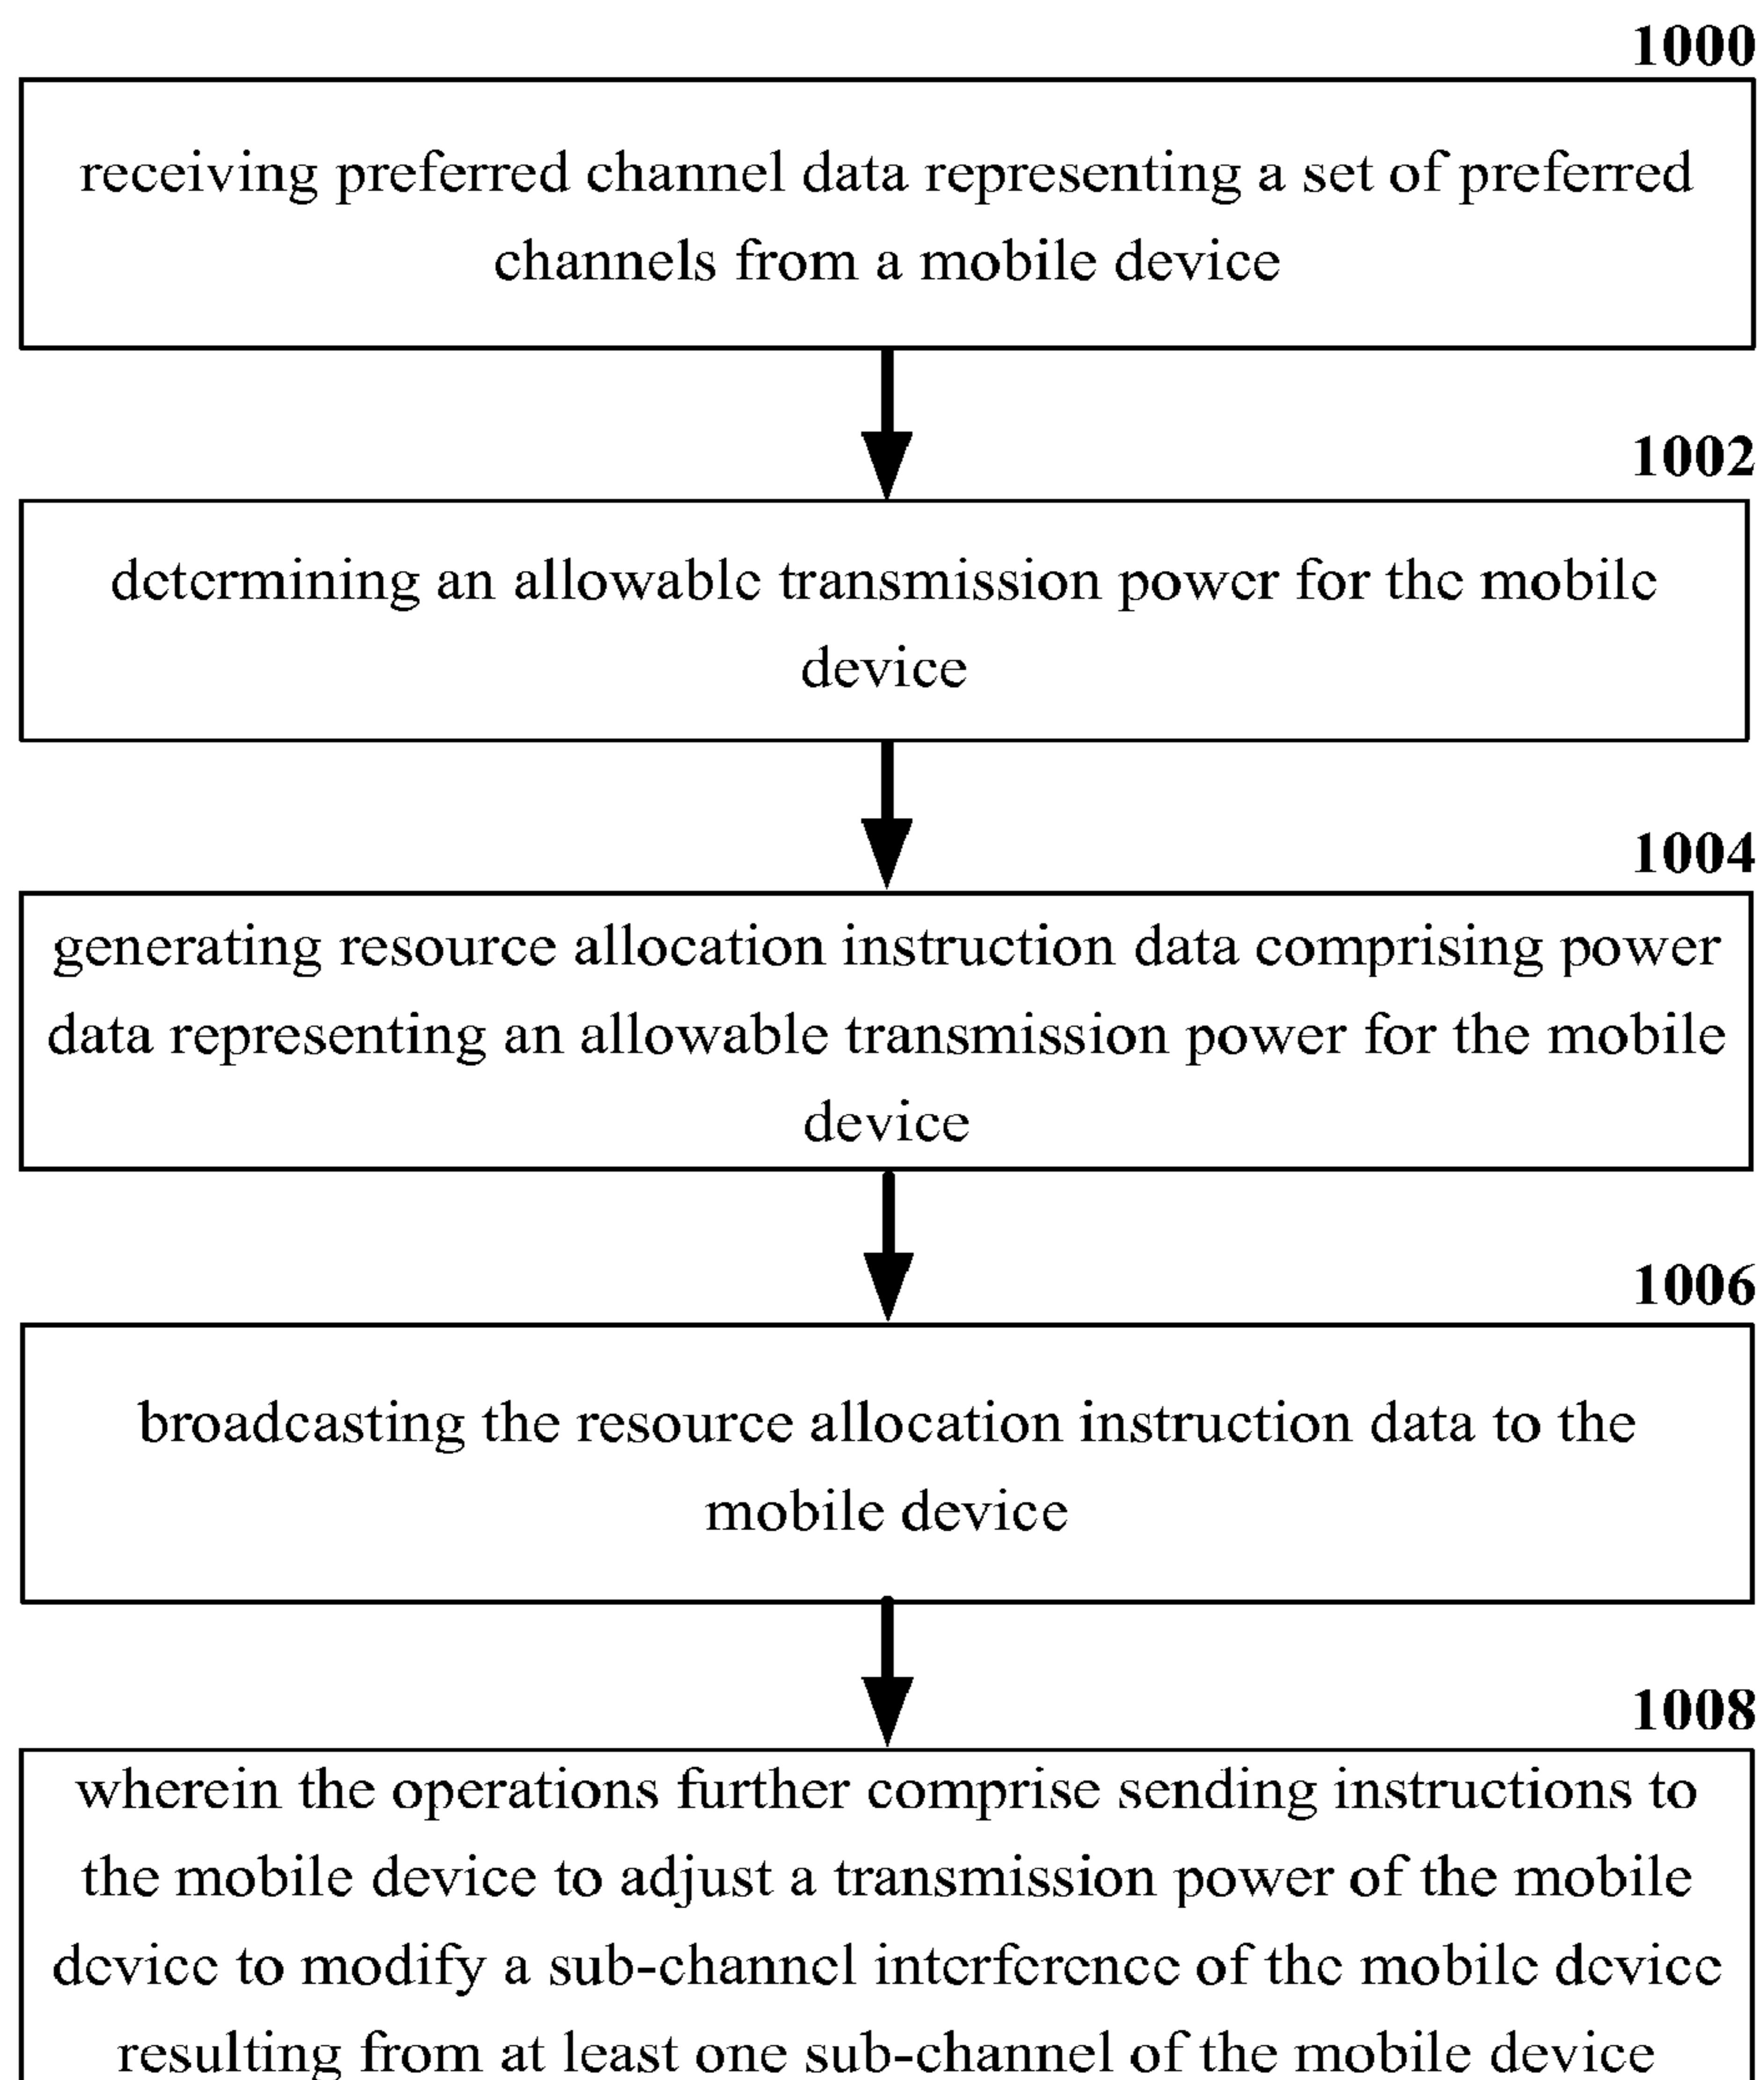 1000
receiving preferred channel data representing a set of preferred
channels from a mobile device
1002
determining an allowable transmission power for the mobile
device
1004
generating resource allocation instruction data comprising power
data representing an allowable transmission power for the mobile
device
1006
broadcasting the resource allocation instruction data to the
mobile device
1008
wherein the operations further comprise sending instructions to
the mobile device to adjust a transmission power of the mobile
device to modify a sub-channel interference of the mobile device
resulting from at least one sub-channel of the mobile device